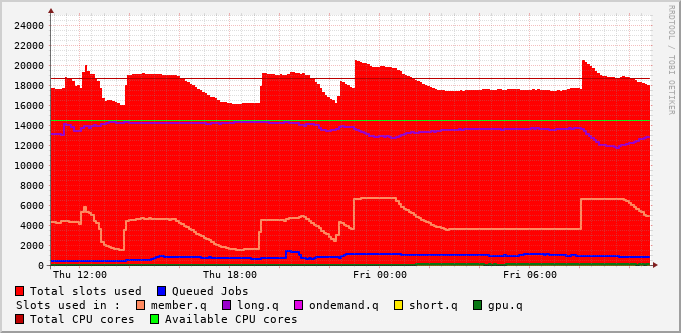 24000
22000
20000
18000
16000
14000
12000
10000
8000
6000
4000
2000
0
Thu 12:00 Thu 18:00 Fri 00:00 Fri 06:00
RRDTOOL / TOBI OETIKER
Total slots used Queued Jobs
Slots used in : member.q long.q ondemand.q short.q gpu.q
Total CPU cores Available CPU cores